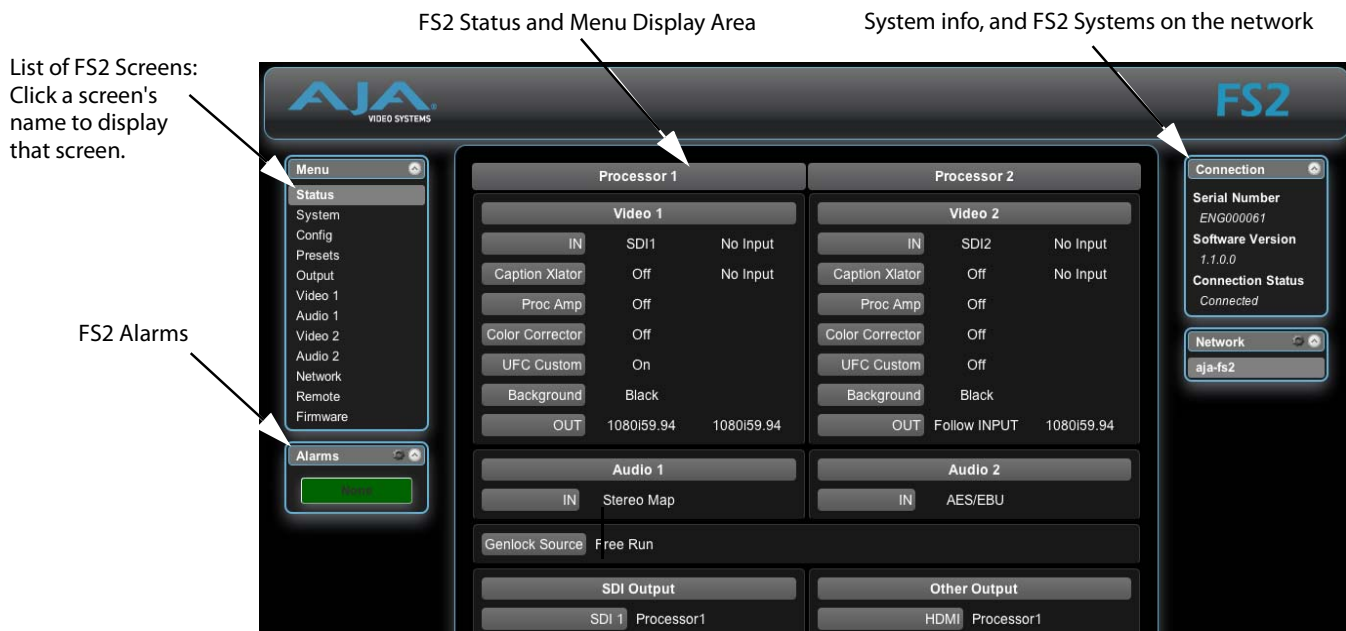 FS2 Status and Menu Display Area
System info, and FS2 Systems on the network
List of FS2 Screens:
Click a screen's
name to display
that screen.
FS2 Alarms
AJA
VIDEO SYSTEMS
FS2
Menu
Status
System
Config
Presets
Output
Video 1
Audio 1
Video 2
Audio 2
Network
Remote
Firmware
Alarms
None
Processor 1
Processor 2
Video 1
IN SDI1 No Input
Caption Xlator Off No Input
Proc Amp Off
Color Corrector Off
UFC Custom On
Background Black
OUT 1080i59.94 1080i59.94
Video 2
IN SDI2 No Input
Caption Xlator Off No Input
Proc Amp Off
Color Corrector Off
UFC Custom Off
Background Black
OUT Follow INPUT 1080i59.94
Audio 1
IN Stereo Map
Audio 2
IN AES/EBU
Genlock Source Free Run
SDI Output
SDI 1 Processor1
Other Output
HDMI Processor1
Connection
Serial Number
ENG000061
Software Version
1.1.0.0
Connection Status
Connected
Network
aja-fs2